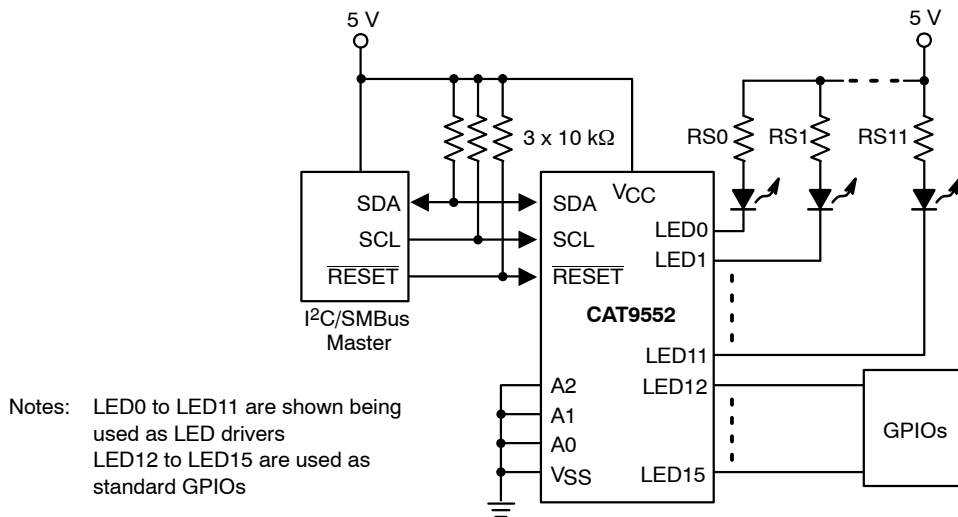 5 V
5 V
RS0
RS1
RS11
3 x 10 kΩ
SDA
SCL
RESET
I²C/SMBus
Master
VCC
SDA
SCL
RESET
CAT9552
A2
A1
A0
VSS
LED0
LED1
LED11
LED12
LED15
GPIOs
Notes: LED0 to LED11 are shown being
used as LED drivers
LED12 to LED15 are used as
standard GPIOs